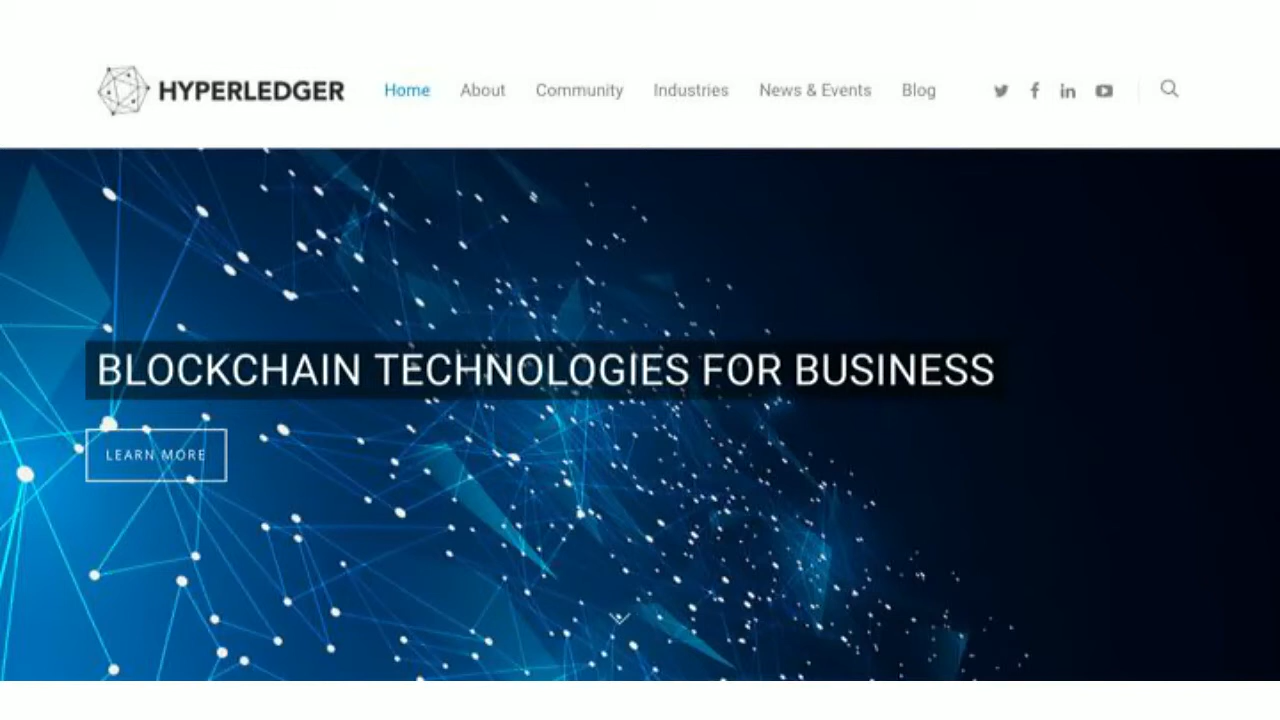 HYPERLEDGER Home About Community Industries News & Events Blog
BLOCKCHAIN TECHNOLOGIES FOR BUSINESS
LEARN MORE